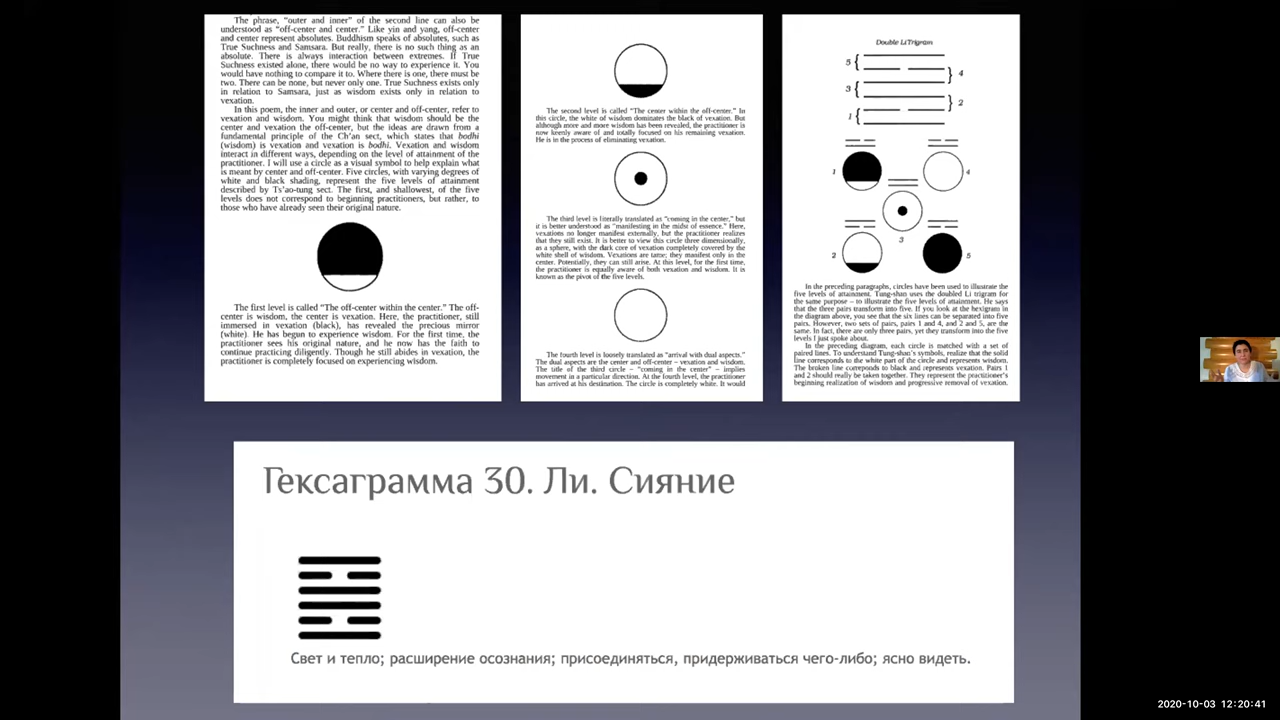 The phrase, "outer and inner" of the second line can also be
understood as "off-center and center." Like yin and yang, off-center
and center represent absolutes. Buddhism speaks of absolutes, such as
True Suchness and Samsara. But really, there is no such thing as an
absolute. There is always interaction between extremes. If True
Suchness existed alone, there would be no way to experience it. You
would have nothing to compare it to. Where there is one, there must be
two. There can be none, but never only one. True Suchness exists only
in relation to Samsara, just as wisdom exists only in relation to
vexation.
In this poem, the inner and outer, or center and off-center, refer to
vexation and wisdom. You might think that wisdom should be the
center and vexation the off-center, but the ideas are drawn from a
fundamental principle of the Ch'an sect, which states that bodhi
(wisdom) is vexation and vexation is bodhi. Vexation and wisdom
interact in different ways, depending on the level of attainment of the
practitioner. I will use a circle as a visual symbol to help explain what
is meant by center and off-center. Five circles, with varying degrees of
white and black shading, represent the five levels of attainment
described by Ts'ao-tung sect. The first, and shallowest, of the five
levels does not correspond to beginning practitioners, but rather, to
those who have already seen their original nature.
The first level is called "The off-center within the center." The off-
center is wisdom, the center is vexation. Here, the practitioner, still
immersed in vexation (black), has revealed the precious mirror
(white). He has begun to experience wisdom. For the first time, the
practitioner sees his original nature, and he now has the faith to
continue practicing diligently. Though he still abides in vexation, the
practitioner is completely focused on experiencing wisdom.
The second level is called "The center within the off-center." In
this circle, the white of wisdom dominates the black of vexation. But
although more and more wisdom has been revealed, the practitioner is
now keenly aware of and totally focused on his remaining vexation.
He is in the process of eliminating vexation.
The third level is literally translated as "coming in the center," but
it is better understood as "manifesting in the midst of essence." Here,
vexations no longer manifest externally, but the practitioner realizes
that they still exist. It is better to view this circle three dimensionally,
as a sphere, with the dark core of vexation completely covered by the
white shell of wisdom. Vexations are tame; they manifest only in the
center. Potentially, they can still arise. At this level, for the first time,
the practitioner is equally aware of both vexation and wisdom. It is
known as the pivot of the five levels.
The fourth level is loosely translated as "arrival with dual aspects."
The dual aspects are the center and off-center – vexation and wisdom.
The title of the third circle – "coming in the center" – implies
movement in a particular direction. At the fourth level, the practitioner
has arrived at his destination. The circle is completely white. It would
Double Li Trigram
5
4
3
2
1
1
4
3
2
5
In the preceding paragraphs, circles have been used to illustrate the
five levels of attainment. Tung-shan uses the doubled Li trigram for
the same purpose – to illustrate the five levels of attainment. He says
that the three pairs transform into five. If you look at the hexagram in
the diagram above, you see that the six lines can be separated into five
pairs. However, two sets of pairs, pairs 1 and 4, and 2 and 5, are the
same. In fact, there are only three pairs, yet they transform into the five
levels I just spoke about.
In the preceding diagram, each circle is matched with a set of
paired lines. To understand Tung-shan's symbols, realize that the solid
line corresponds to the white part of the circle and represents wisdom.
The broken line correponds to black and represents vexation. Pairs 1
and 2 should really be taken together. They represent the practitioner's
beginning realization of wisdom and progressive removal of vexation.
Гексаграмма 30. Ли. Сияние
Свет и тепло; расширение осознания; присоединяться, придерживаться чего-либо; ясно видеть.
2020-10-03 12:20:41